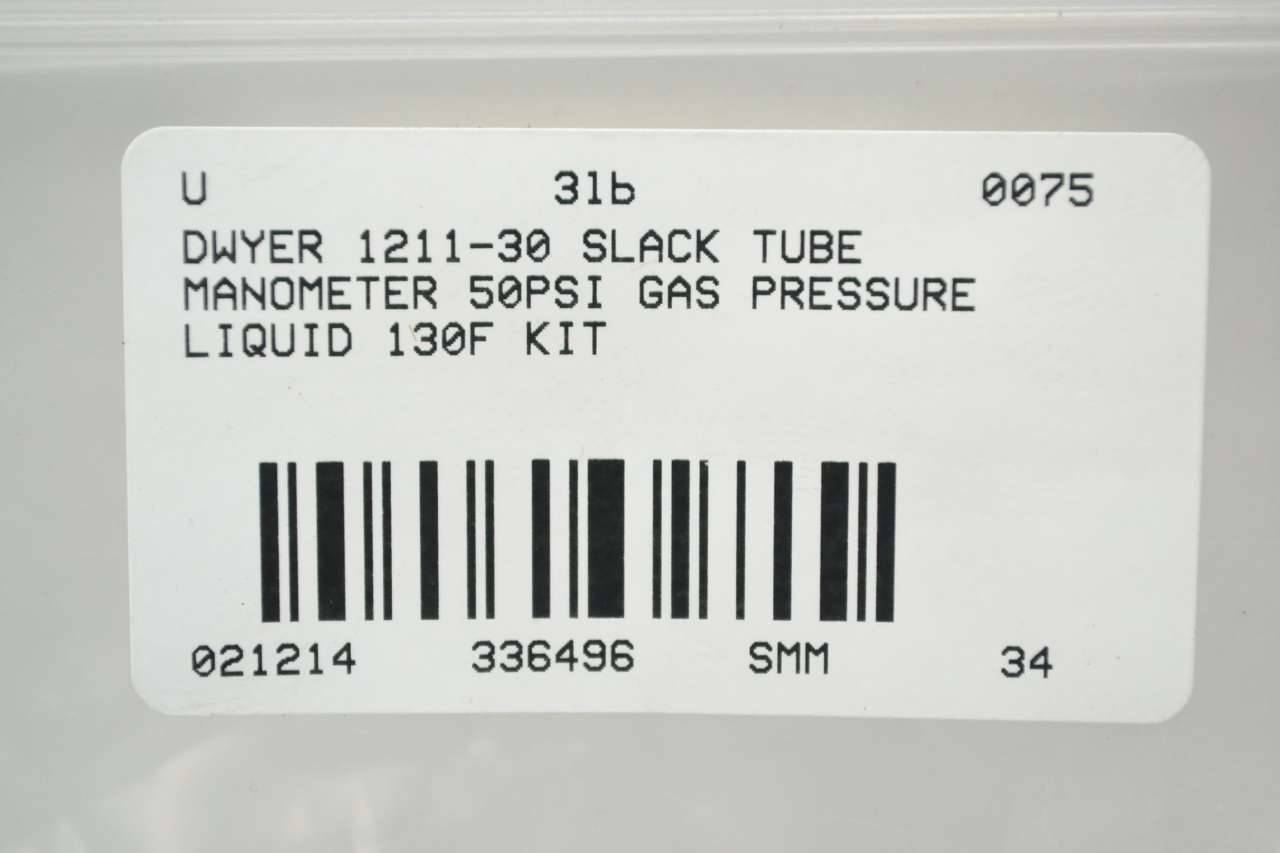 U 3lb 0075
DWYER 1211-30 SLACK TUBE
MANOMETER 50PSI GAS PRESSURE
LIQUID 130F KIT
021214 336496 SMM 34